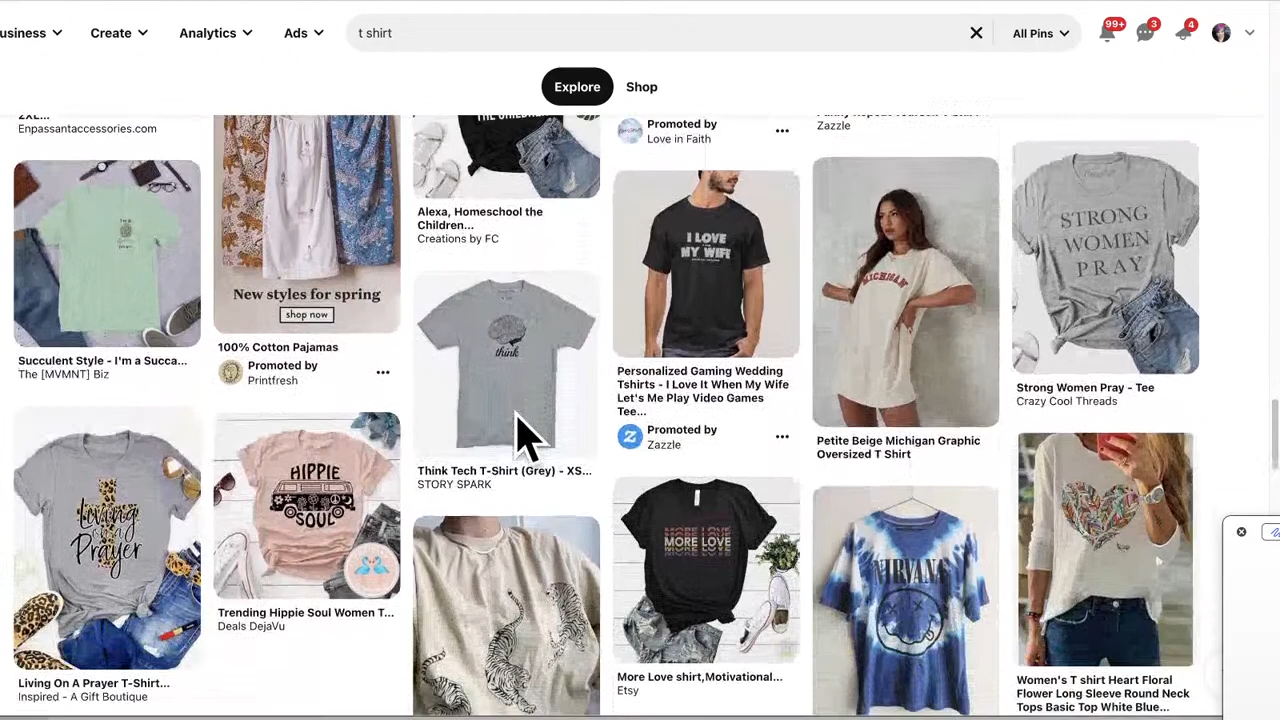 usiness
Create
Analytics
Ads
t shirt
All Pins
99+
3
4
Explore
Shop
2XL...
Enpassantaccessories.com
Succulent Style - I'm a Succa...
The [MVMNT] Biz
Living
On A
Prayer
Living On A Prayer T-Shirt...
Inspired - A Gift Boutique
New styles for spring
shop now
100% Cotton Pajamas
Promoted by
Printfresh
HIPPIE
SOUL
Trending Hippie Soul Women T...
Deals DejaVu
THE CHILDREN
Alexa, Homeschool the
Children...
Creations by FC
think
Think Tech T-Shirt (Grey) - XS...
STORY SPARK
Promoted by
Love in Faith
I LOVE
MY WIFE
Personalized Gaming Wedding
Tshirts - I Love It When My Wife
Let's Me Play Video Games
Tee...
Promoted by
Zazzle
MORE LOVE
MORE LOVE
MORE LOVE
More Love shirt,Motivational...
Etsy
Zazzle
MICHIGAN
Petite Beige Michigan Graphic
Oversized T Shirt
NIRVANA
STRONG
WOMEN
PRAY
Strong Women Pray - Tee
Crazy Cool Threads
Women's T shirt Heart Floral
Flower Long Sleeve Round Neck
Tops Basic Top White Blue...